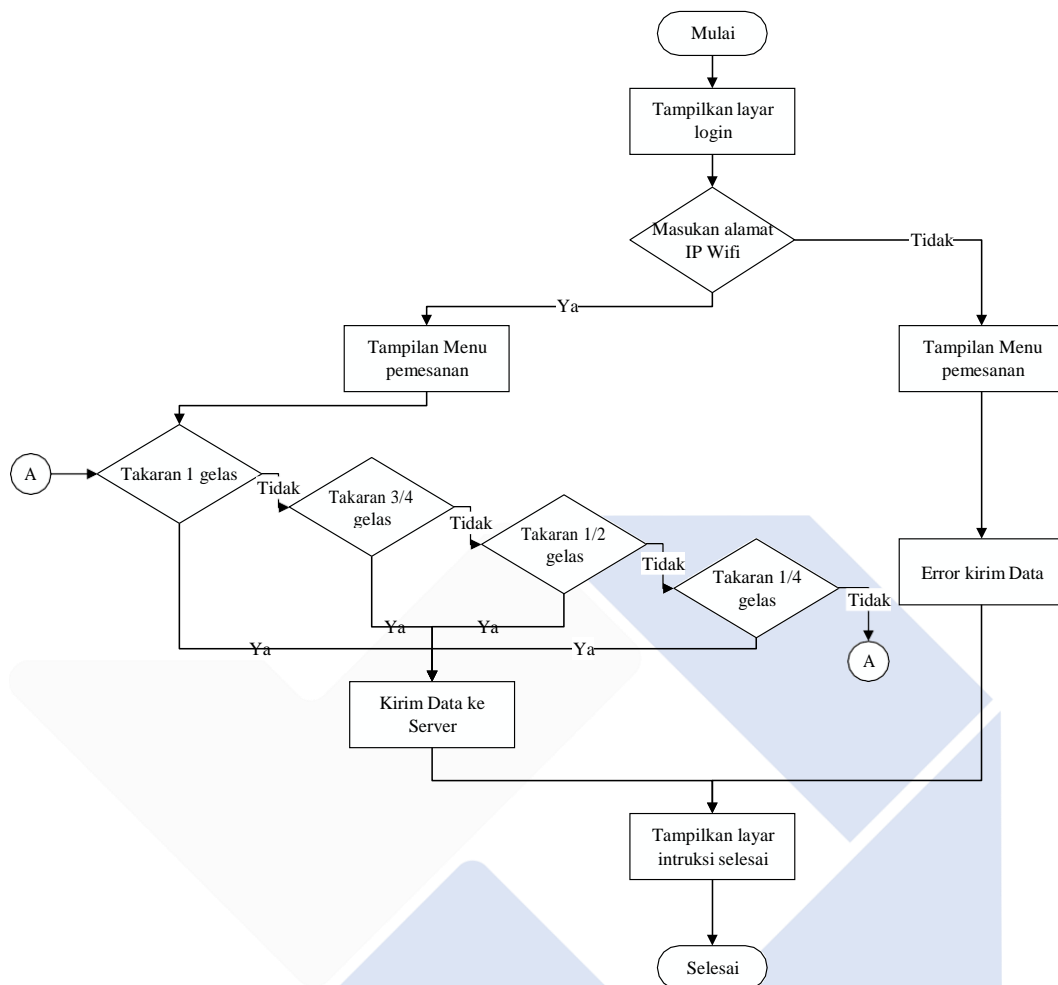 Mulai
Tampilkan layar
login
Masukan alamat
IP Wifi
Tidak
Ya
Tampilan Menu
pemesanan
Tampilan Menu
pemesanan
A
Takaran 1 gelas
Tidak
Takaran 3/4
gelas
Tidak
Takaran 1/2
gelas
Tidak
Takaran 1/4
gelas
Tidak
Error kirim Data
Ya
Ya
Ya
Ya
A
Kirim Data ke
Server
Tampilkan layar
intruksi selesai
Selesai